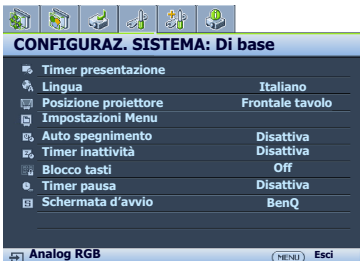 CONFIGURAZ. SISTEMA: Di base
Timer presentazione
Lingua Italiano
Posizione proiettore Frontale tavolo
Impostazioni Menu
Auto spegnimento Disattiva
Timer inattività Disattiva
Blocco tasti Off
Timer pausa Disattiva
Schermata d'avvio BenQ
Analog RGB MENU Esci